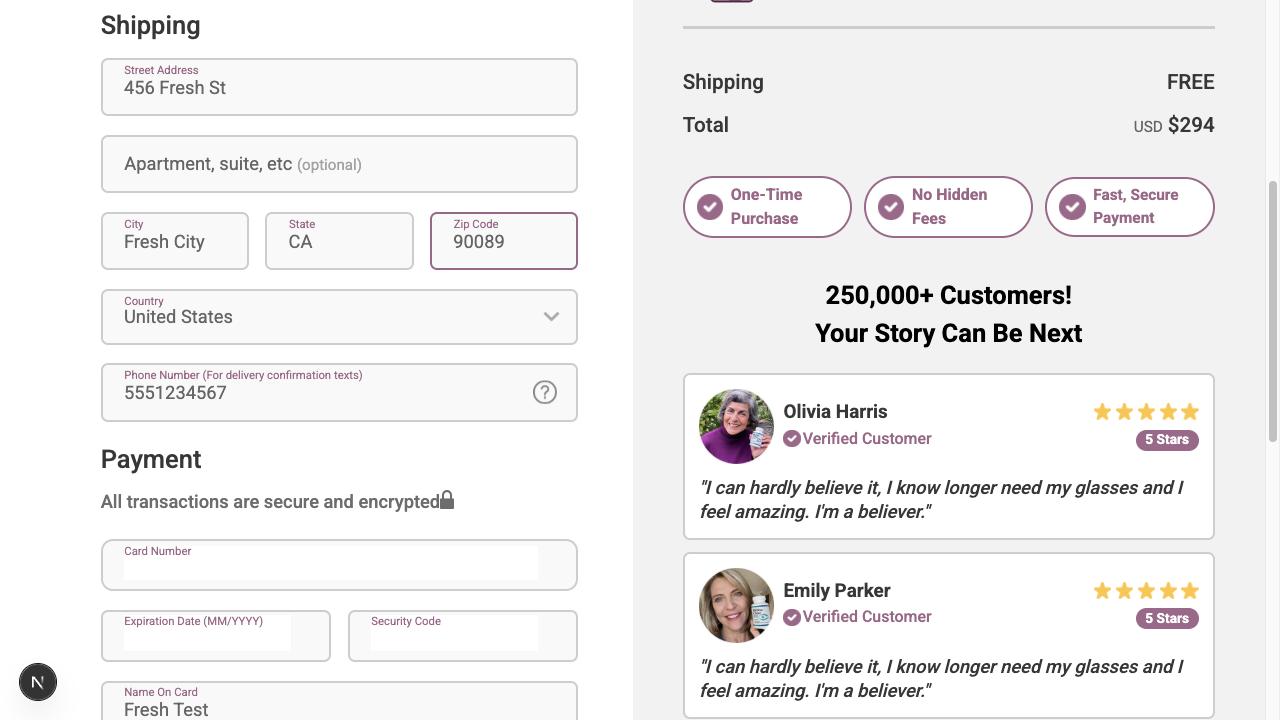 Shipping
Street Address
456 Fresh St
Apartment, suite, etc (optional)
City
Fresh City
State
CA
Zip Code
90089
Country
United States
Phone Number (For delivery confirmation texts)
5551234567
?
Payment
All transactions are secure and encrypted
Card Number
Expiration Date (MM/YYYY)
Security Code
Name On Card
Fresh Test
N
Shipping FREE
Total USD $294
One-Time
Purchase
No Hidden
Fees
Fast, Secure
Payment
250,000+ Customers!
Your Story Can Be Next
Olivia Harris
Verified Customer
5 Stars
"I can hardly believe it, I know longer need my glasses and I
feel amazing. I'm a believer."
Emily Parker
Verified Customer
5 Stars
"I can hardly believe it, I know longer need my glasses and I
feel amazing. I'm a believer."